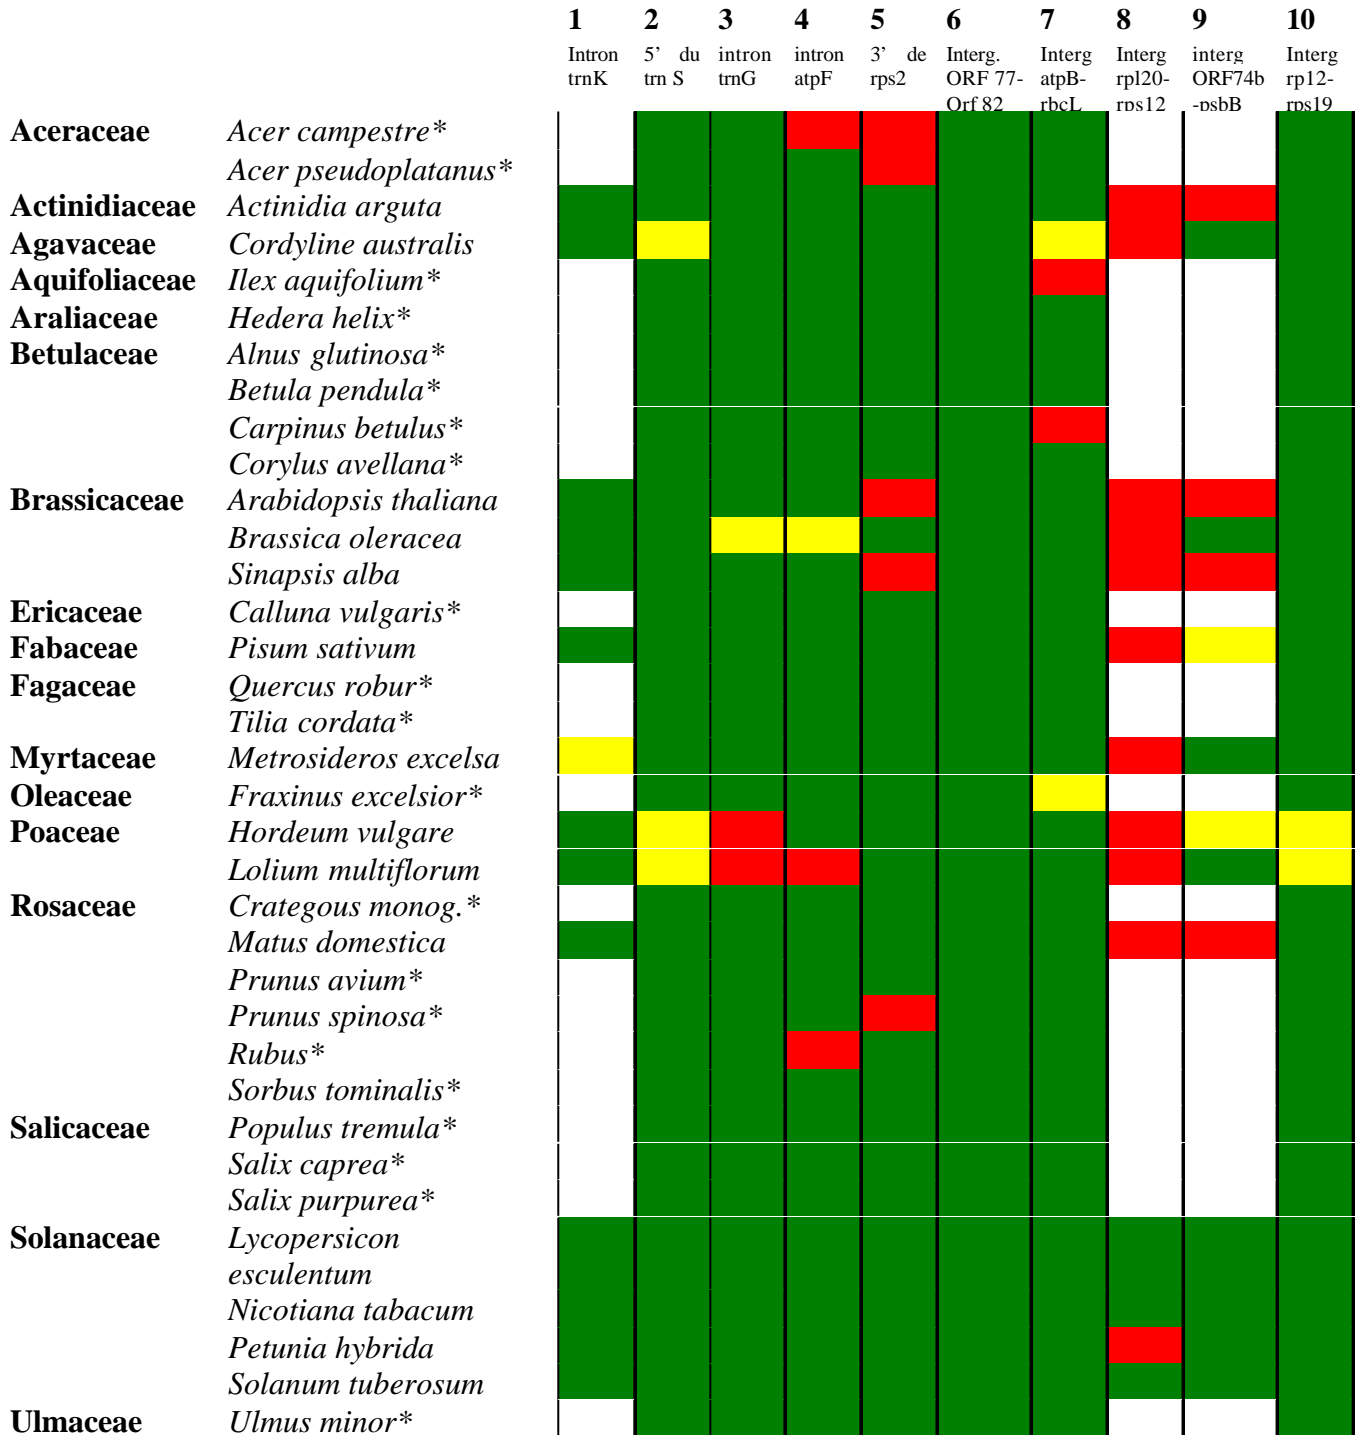 1 2 3 4 5 6 7 8 9 10
Intron 5’ du intron intron 3’ de Interg. Interg Interg interg Interg
trnK trn S trnG atpF rps2 ORF 77- atpB- rpl20- ORF74b rp12-
Orf 82 rbcL rps12 -psbB rps19
Aceraceae Acer campestre*
Acer pseudoplatanus*
Actinidiaceae Actinidia arguta
Agavaceae Cordyline australis
Aquifoliaceae Ilex aquifolium*
Araliaceae Hedera helix*
Betulaceae Alnus glutinosa*
Betula pendula*
Carpinus betulus*
Corylus avellana*
Brassicaceae Arabidopsis thaliana
Brassica oleracea
Sinapsis alba
Ericaceae Calluna vulgaris*
Fabaceae Pisum sativum
Fagaceae Quercus robur*
Tilia cordata*
Myrtaceae Metrosideros excelsa
Oleaceae Fraxinus excelsior*
Poaceae Hordeum vulgare
Lolium multiflorum
Rosaceae Crategous monog.*
Matus domestica
Prunus avium*
Prunus spinosa*
Rubus*
Sorbus tominalis*
Salicaceae Populus tremula*
Salix caprea*
Salix purpurea*
Solanaceae Lycopersicon
esculentum
Nicotiana tabacum
Petunia hybrida
Solanum tuberosum
Ulmaceae Ulmus minor*